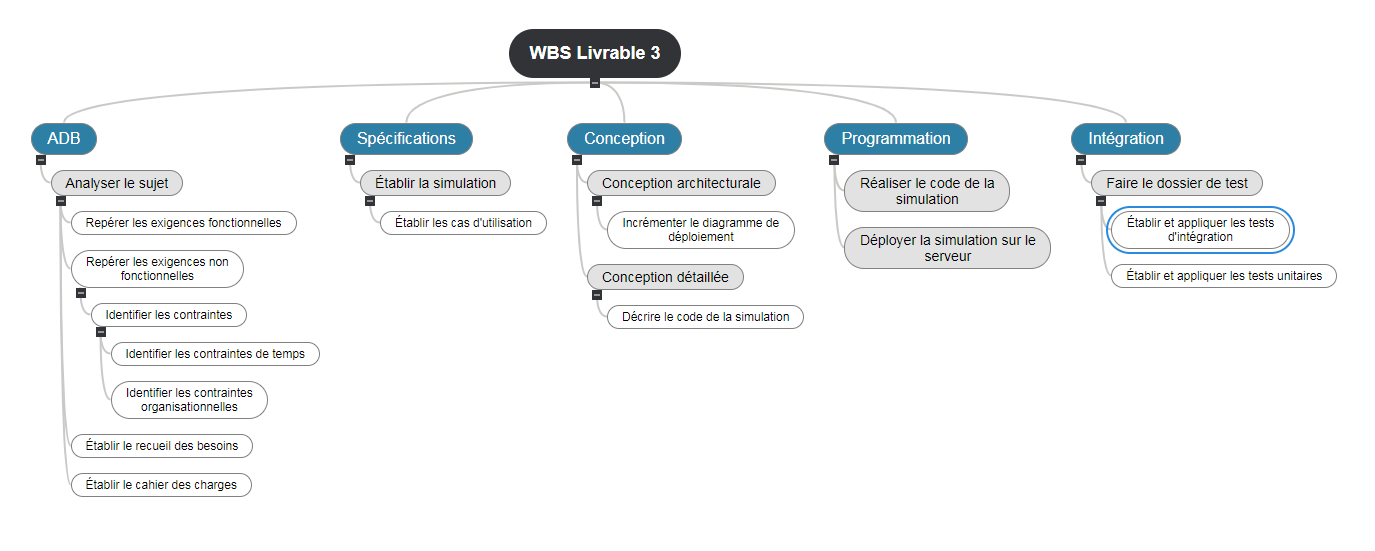 WBS Livrable 3
ADB
Analyser le sujet
Repérer les exigences fonctionnelles
Repérer les exigences non
fonctionnelles
Identifier les contraintes
Identifier les contraintes de temps
Identifier les contraintes
organisationnelles
Établir le recueil des besoins
Établir le cahier des charges
Spécifications
Établir la simulation
Établir les cas d'utilisation
Conception
Conception architecturale
Incrémenter le diagramme de
déploiement
Conception détaillée
Décrire le code de la simulation
Programmation
Réaliser le code de la
simulation
Déployer la simulation sur le
serveur
Intégration
Faire le dossier de test
Établir et appliquer les tests
d'intégration
Établir et appliquer les tests unitaires